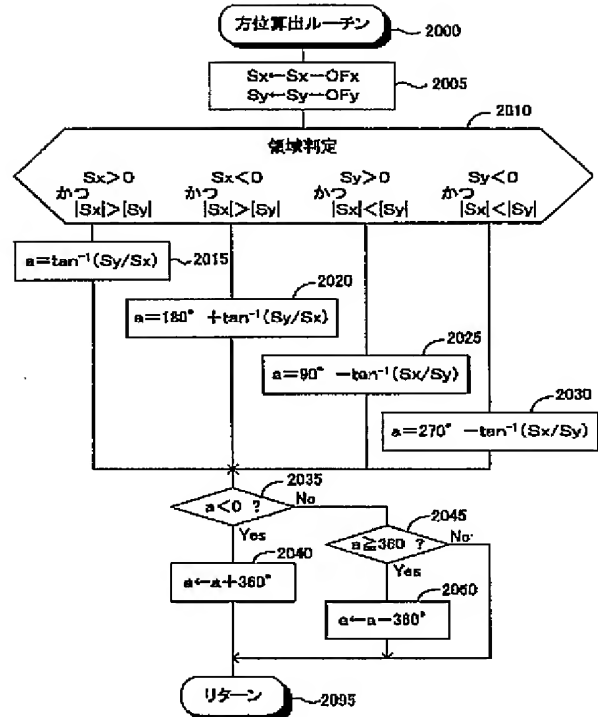 方位算出ルーチン
2000
Sx←Sx−OFx
Sy←Sy−OFy
2005
2010
領域判定
Sx>0
かつ
|Sx|>|Sy|
Sx<0
かつ
|Sx|>|Sy|
Sy>0
かつ
|Sx|<|Sy|
Sy<0
かつ
|Sx|<|Sy|
a=tan⁻¹(Sy/Sx)
2015
2020
a=180° +tan⁻¹(Sy/Sx)
2025
a=90° −tan⁻¹(Sx/Sy)
2030
a=270° −tan⁻¹(Sx/Sy)
2035
a<0 ?
No
Yes
2045
a≧360 ?
No
Yes
2040
a←a+360°
2050
a←a−360°
リターン
2095